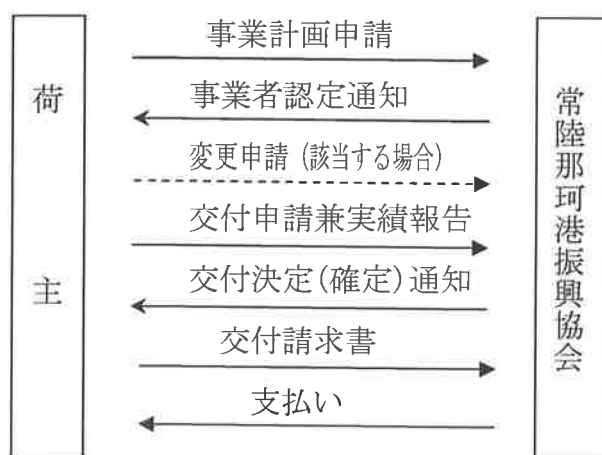 荷主
事業計画申請
事業者認定通知
変更申請（該当する場合）
交付申請兼実績報告
交付決定(確定)通知
交付請求書
支払い
常陸那珂港振興協会